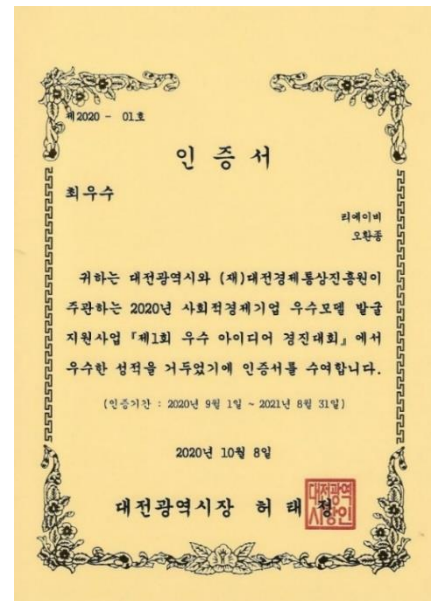 제2020 - 01호
인 증 서
최우수
리에이비
오환종
귀하는 대전광역시와 (재)대전경제통상진흥원이
주관하는 2020년 사회적경제기업 우수모델 발굴
지원사업 『제1회 우수 아이디어 경진대회』에서
우수한 성적을 거두었기에 인증서를 수여합니다.
(인증기간 : 2020년 9월 1일 ~ 2021년 8월 31일)
2020년 10월 8일
대전광역시장 허 태 정
대전광역
시장인